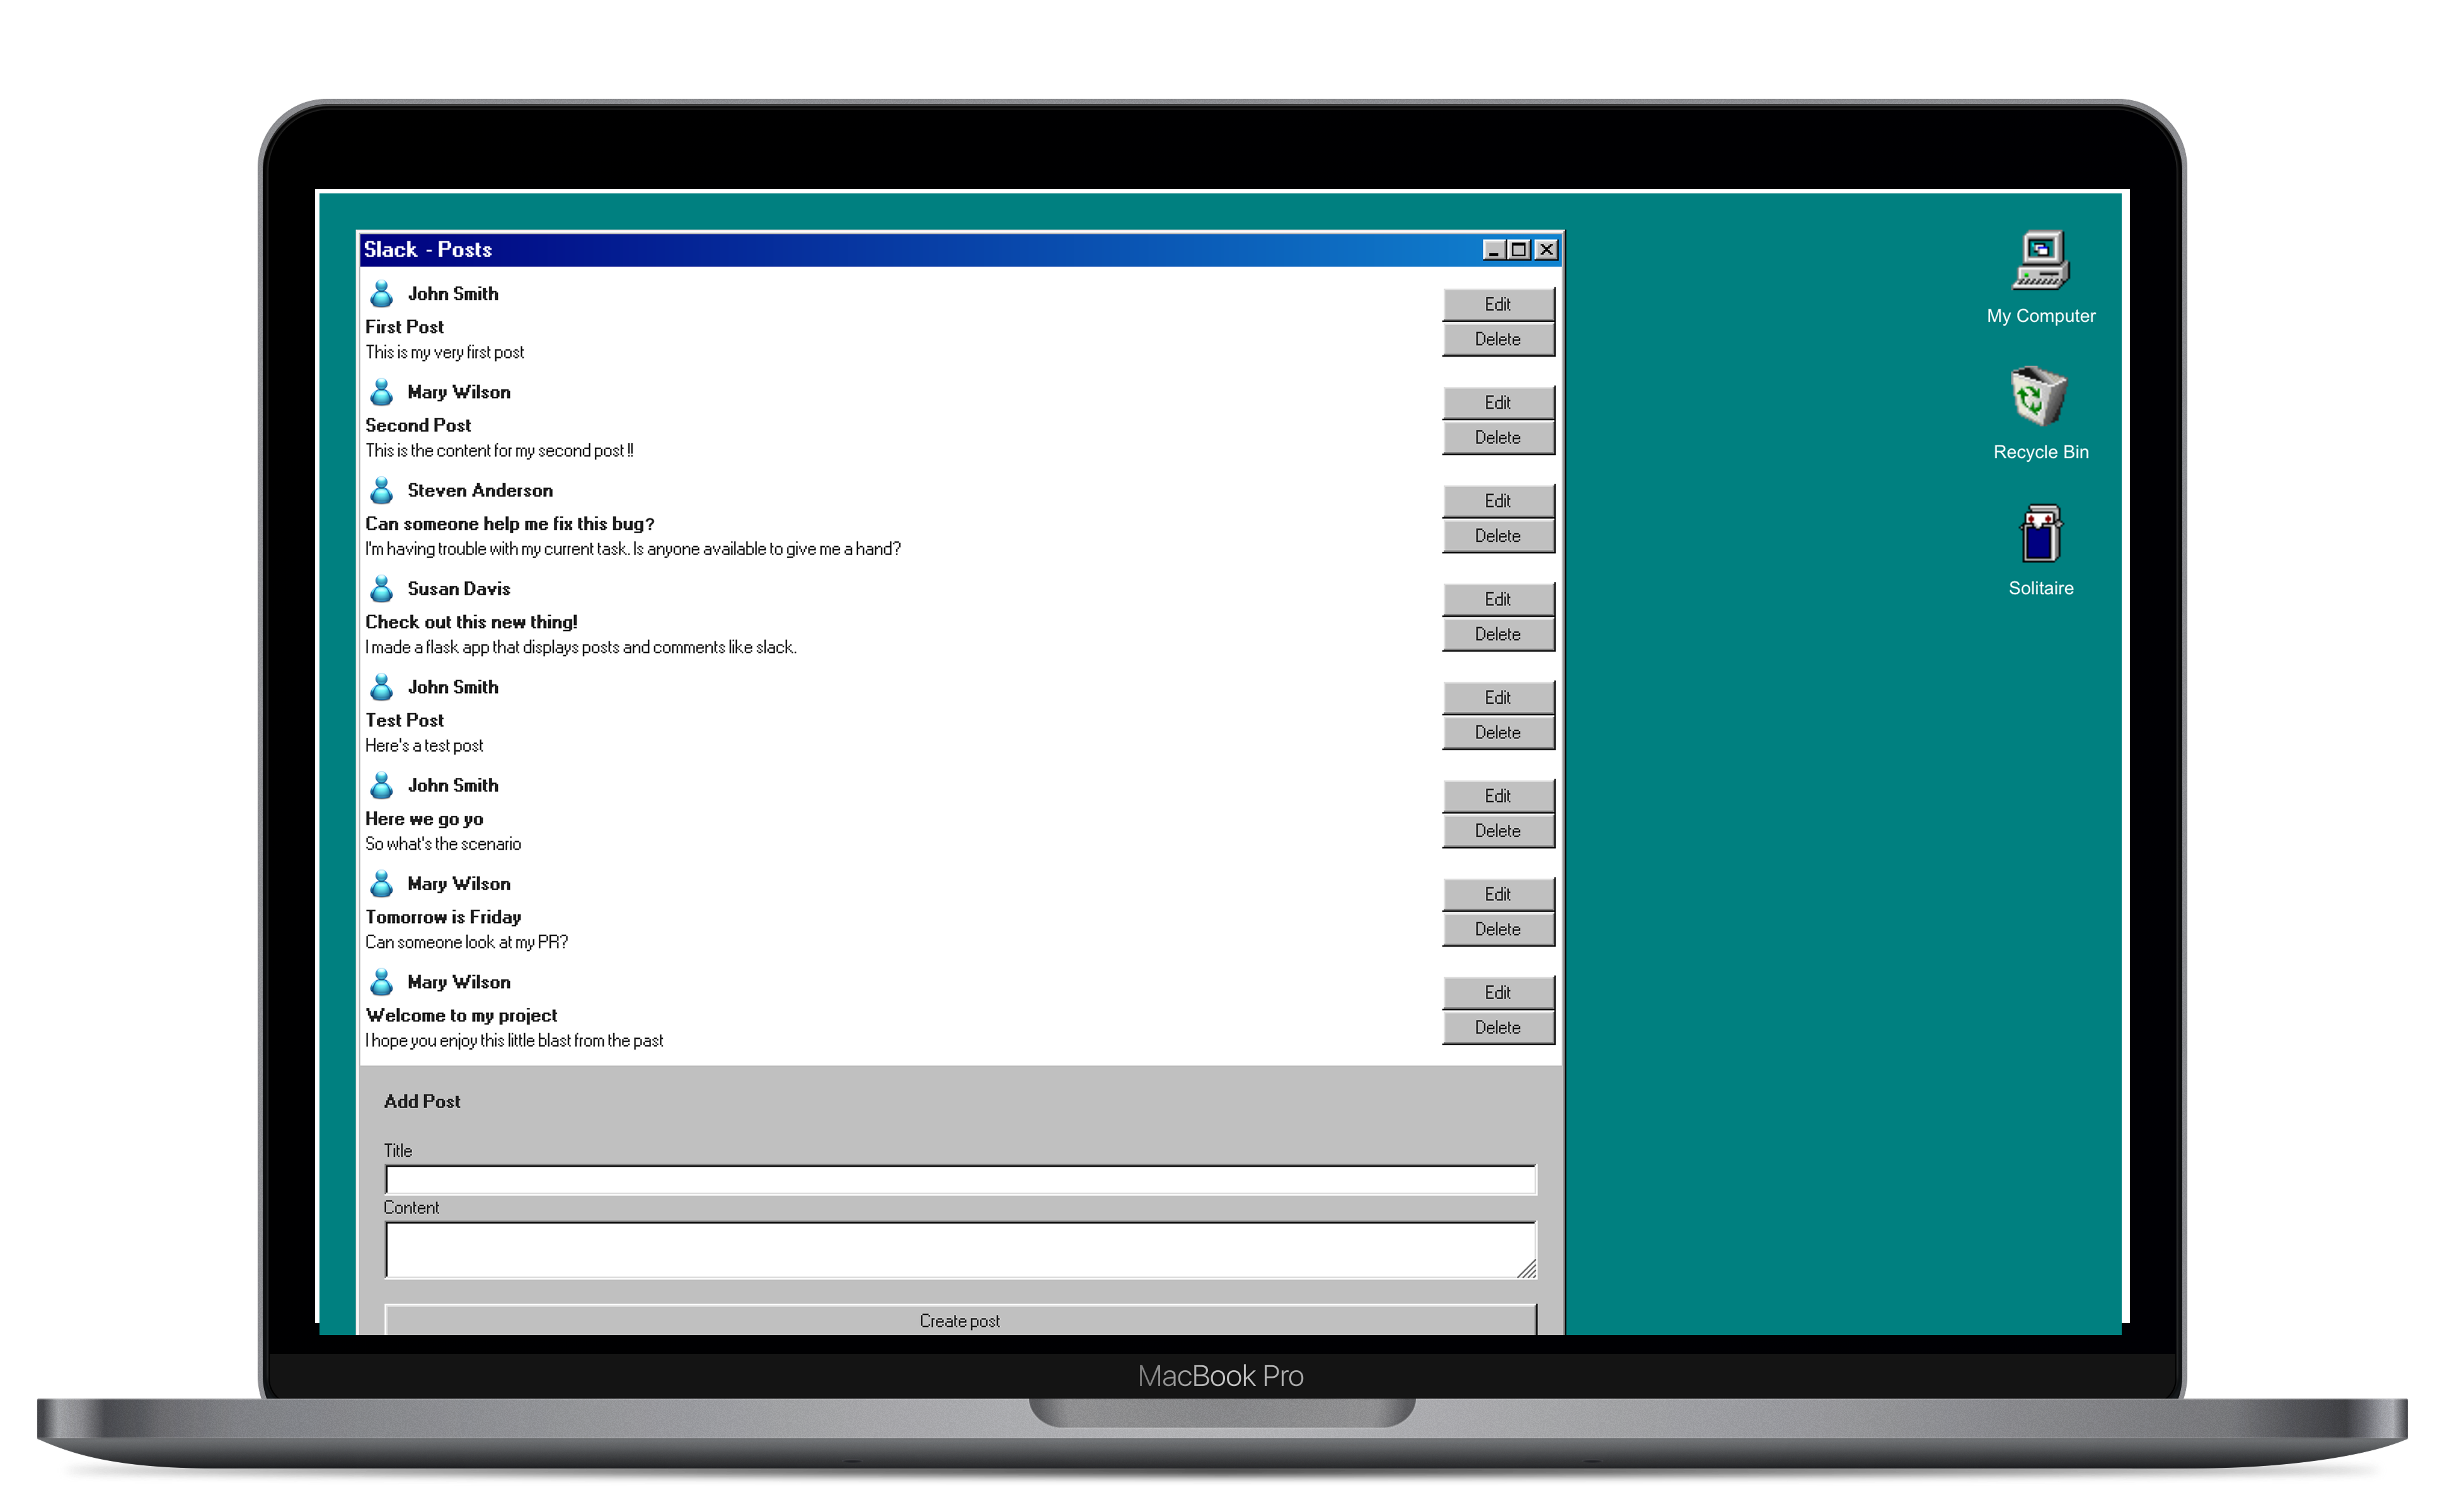 Slack - Posts
John Smith
Edit
First Post
Delete
This is my very first post
Mary Wilson
Edit
Second Post
Delete
This is the content for my second post !!
Steven Anderson
Edit
Can someone help me fix this bug?
Delete
I'm having trouble with my current task. Is anyone available to give me a hand?
Susan Davis
Edit
Check out this new thing!
Delete
I made a flask app that displays posts and comments like slack.
John Smith
Edit
Test Post
Delete
Here's a test post
John Smith
Edit
Here we go yo
Delete
So what's the scenario
Mary Wilson
Edit
Tomorrow is Friday
Delete
Can someone look at my PR?
Mary Wilson
Edit
Welcome to my project
Delete
I hope you enjoy this little blast from the past
Add Post
Title
Content
Create post
My Computer
Recycle Bin
Solitaire
MacBook Pro